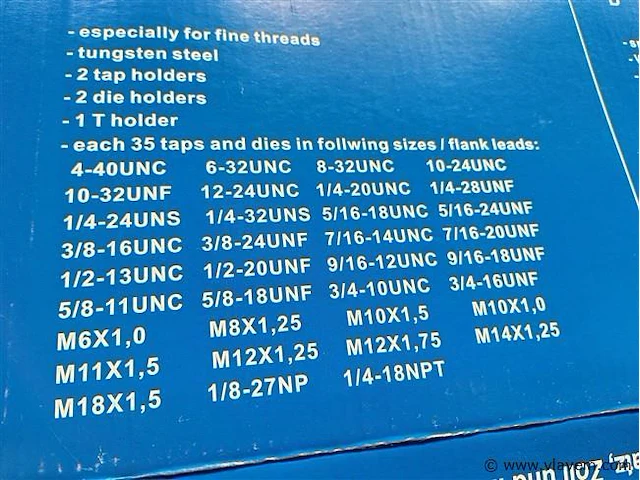 - especially for fine threads
- tungsten steel
- 2 tap holders
- 2 die holders
- 1 T holder
- each 35 taps and dies in follwing sizes / flank leads:
4-40UNC 6-32UNC 8-32UNC 10-24UNC
10-32UNF 12-24UNC 1/4-20UNC 1/4-28UNF
1/4-24UNS 1/4-32UNS 5/16-18UNC 5/16-24UNF
3/8-16UNC 3/8-24UNF 7/16-14UNC 7/16-20UNF
1/2-13UNC 1/2-20UNF 9/16-12UNC 9/16-18UNF
5/8-11UNC 5/8-18UNF 3/4-10UNC 3/4-16UNF
M6X1,0 M8X1,25 M10X1,5 M10X1,0
M11X1,5 M12X1,25 M12X1,75 M14X1,25
M18X1,5 1/8-27NP 1/4-18NPT
Zoll und
© www.vlavem.com